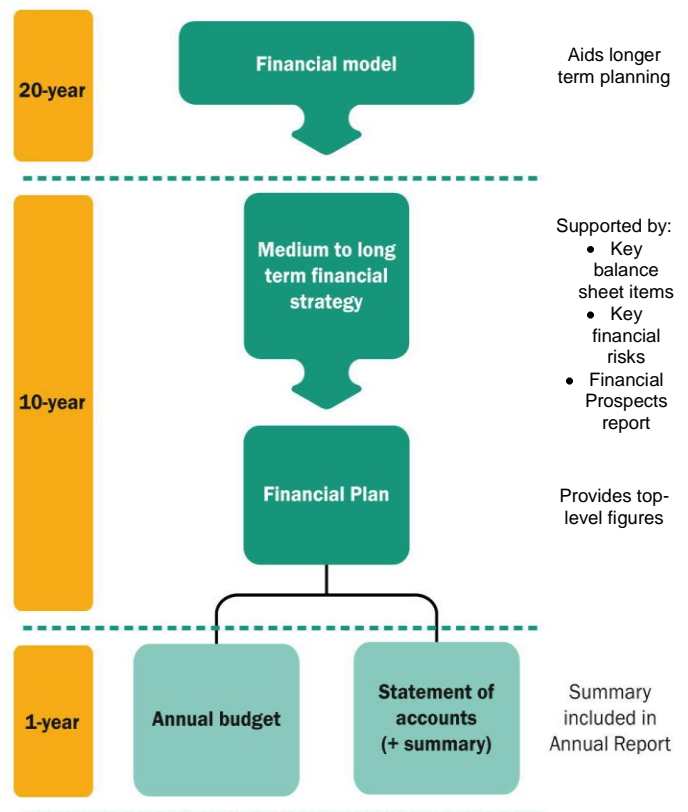 20-year
Financial model
Aids longer
term planning
10-year
Medium to long
term financial
strategy
Supported by:
• Key
balance
sheet items
• Key
financial
risks
• Financial
Prospects
report
Financial Plan
Provides top-
level figures
1-year
Annual budget
Statement of
accounts
(+ summary)
Summary
included in
Annual Report